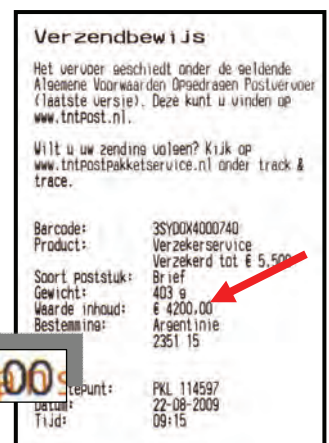 Verzendbewijs
Het vervoer geschiedt onder de geldende
Algemene Voorwaarden Opgedragen Postvervoer
(laatste versie). Deze kunt u vinden op
www.tntpost.nl.
Wilt u uw zending volgen? Kijk op
www.tntpostpakketservice.nl onder track &
trace.
Barcode: 3SYDOX4000740
Product: Verzekerservice
Verzekerd tot € 5.500
Soort poststuk: Brief
Gewicht: 403 g
Waarde inhoud: € 4200,00
Bestemming: Argentinie
2351 15
00
tepunt: PKL 114597
Datum: 22-08-2009
Tijd: 09:15